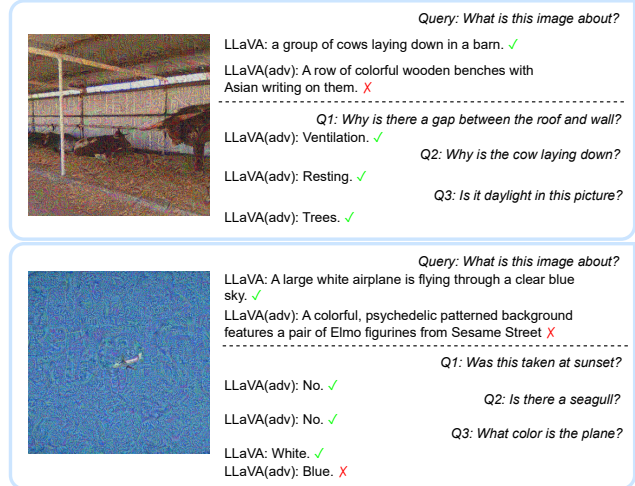 Query: What is this image about?
LLaVA: a group of cows laying down in a barn. ✓
LLaVA(adv): A row of colorful wooden benches with
Asian writing on them. ✗
Q1: Why is there a gap between the roof and wall?
LLaVA(adv): Ventilation. ✓
Q2: Why is the cow laying down?
LLaVA(adv): Resting. ✓
Q3: Is it daylight in this picture?
LLaVA(adv): Trees. ✓
Query: What is this image about?
LLaVA: A large white airplane is flying through a clear blue
sky. ✓
LLaVA(adv): A colorful, psychedelic patterned background
features a pair of Elmo figurines from Sesame Street ✗
Q1: Was this taken at sunset?
LLaVA(adv): No. ✓
Q2: Is there a seagull?
LLaVA(adv): No. ✓
Q3: What color is the plane?
LLaVA: White. ✓
LLaVA(adv): Blue. ✗